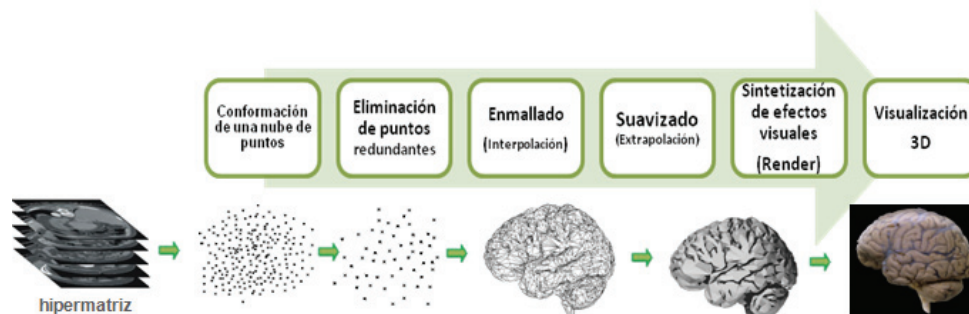 Conformación
de una nube de
puntos
Eliminación
de puntos
redundantes
Enmallado
(Interpolación)
Suavizado
(Extrapolación)
Sintetización
de efectos
visuales
(Render)
Visualización
3D
hipermatriz